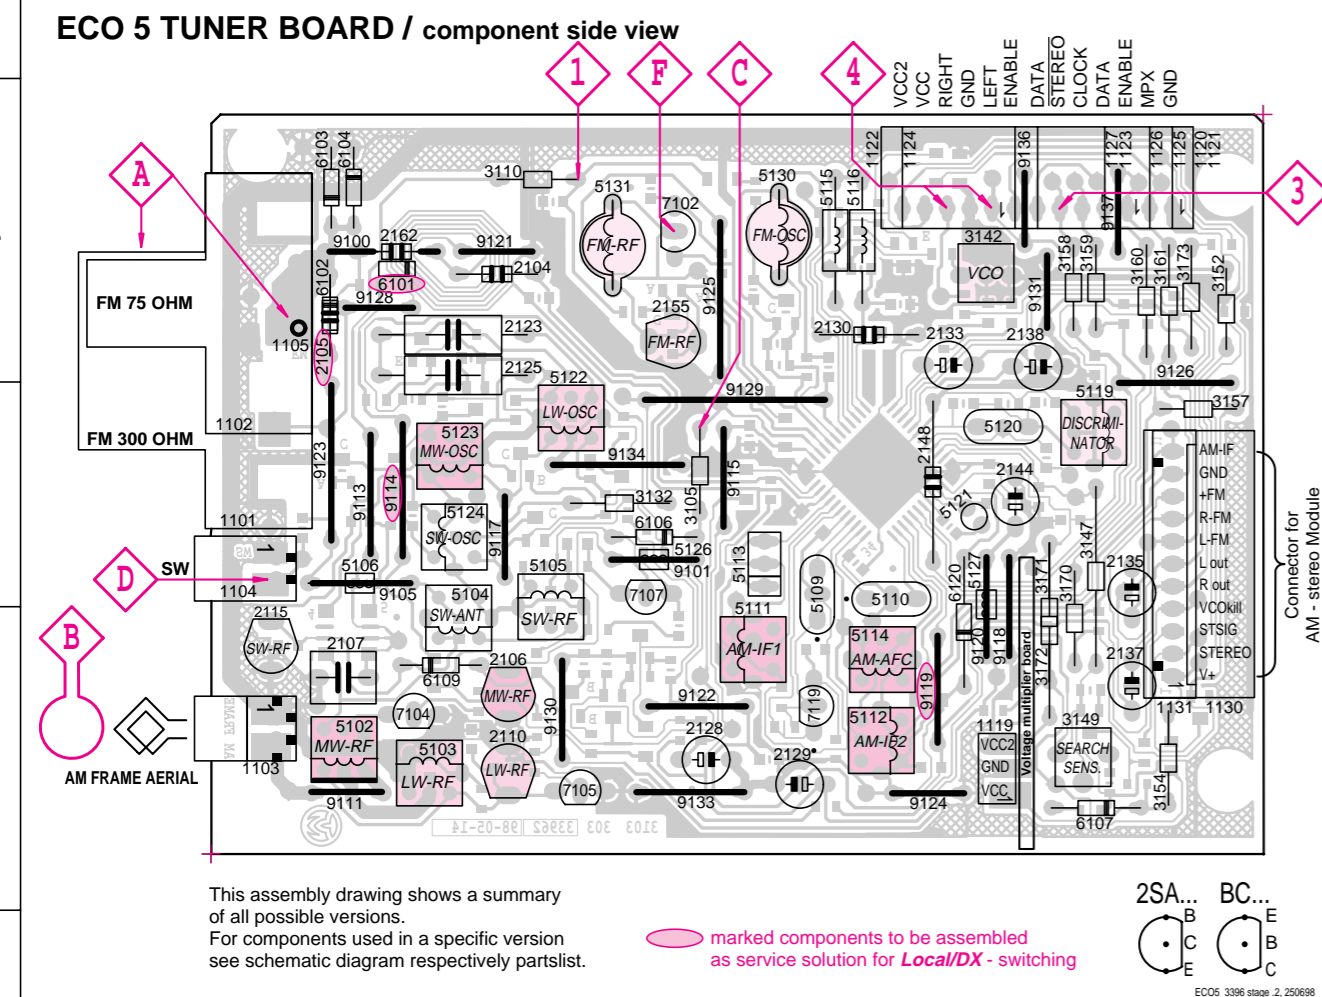 ECO 5 TUNER BOARD / component side view
1
F
C
4
A
3
D
B
VCC2
VCC
RIGHT
GND
LEFT
ENABLE
DATA
STEREO
CLOCK
DATA
ENABLE
MPX
GND
1122
1124
9136
1127
1123
1126
1125
1120
1121
6103
6104
3110
5131
FM-RF
7102
5130
FM-OSC
5115
5116
9137
3142
VCO
3158
3159
3160
3161
3173
3152
9100
2162
9121
2104
6102
6101
9128
9125
9131
FM 75 OHM
1105
2105
2123
2125
2155
FM-RF
2130
2133
2138
9126
5122
LW-OSC
9129
5119
DISCRIMI-
NATOR
3157
FM 300 OHM
1102
9123
5123
MW-OSC
5120
2148
9113
9114
9134
9115
3105
2144
5121
AM-IF
GND
+FM
R-FM
L-FM
L out
R out
VCOkill
STSIG
STEREO
V+
Connector for
AM - stereo Module
1101
5124
SW-OSC
9117
3132
6106
5126
9101
5113
3147
2135
SW
1104
5106
9105
5104
SW-ANT
5105
SW-RF
7107
5109
5110
6120
5127
3171
3170
9120
9118
3172
Voltage multiplier board
2115
SW-RF
2107
6109
2106
MW-RF
5111
AM-IF1
5114
AM-AFC
9119
2137
1131
1130
7104
9130
9122
7119
5102
MW-RF
5103
LW-RF
2110
LW-RF
2128
2129
5112
AM-IF2
1119
VCC2
GND
VCC
3149
SEARCH
SENS.
3154
1103
AM FRAME
AM FRAME AERIAL
9111
7105
9133
9124
6107
3103 303 33962 98-05-14
This assembly drawing shows a summary
of all possible versions.
For components used in a specific version
see schematic diagram respectively partslist.
marked components to be assembled
as service solution for Local/DX - switching
2SA...
B
C
E
BC...
E
B
C
ECO5 3396 stage .2, 250698